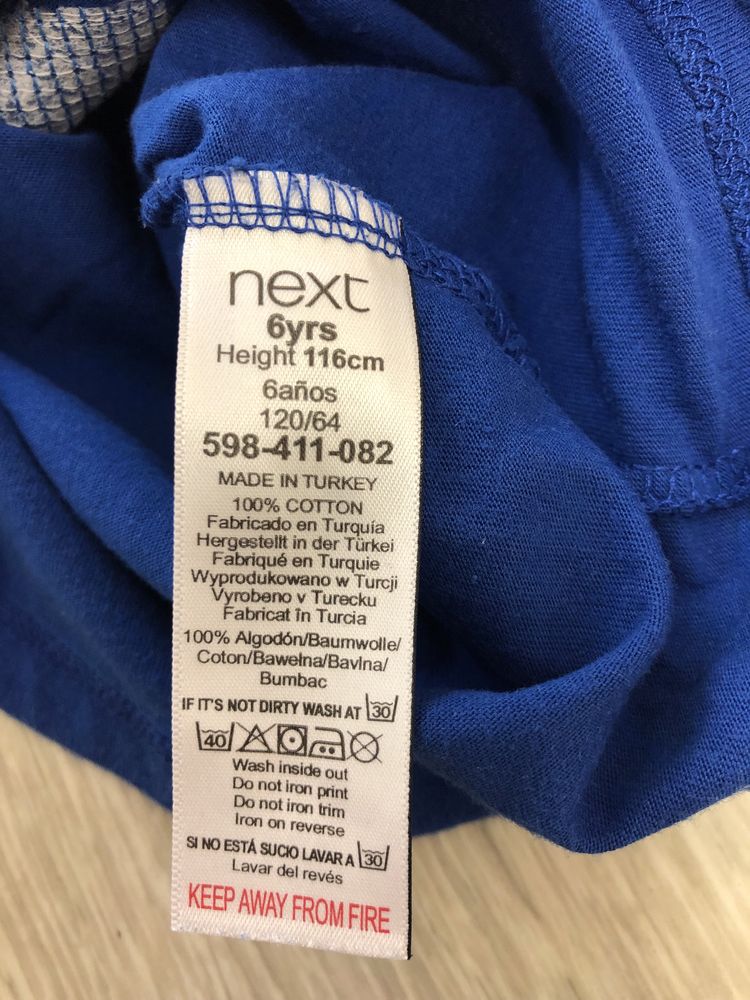 next
6yrs
Height 116cm
6años
120/64
598-411-082
MADE IN TURKEY
100% COTTON
Fabricado en Turquía
Hergestellt in der Türkei
Fabriqué en Turquie
Wyprodukowano w Turcji
Vyrobeno v Turecku
Fabricat în Turcia
100% Algodón/Baumwolle/
Coton/Bawełna/Bavlna/
Bumbac
IF IT'S NOT DIRTY WASH AT 30
40
Wash inside out
Do not iron print
Do not iron trim
Iron on reverse
SI NO ESTÁ SUCIO LAVAR A 30
Lavar del revés
KEEP AWAY FROM FIRE